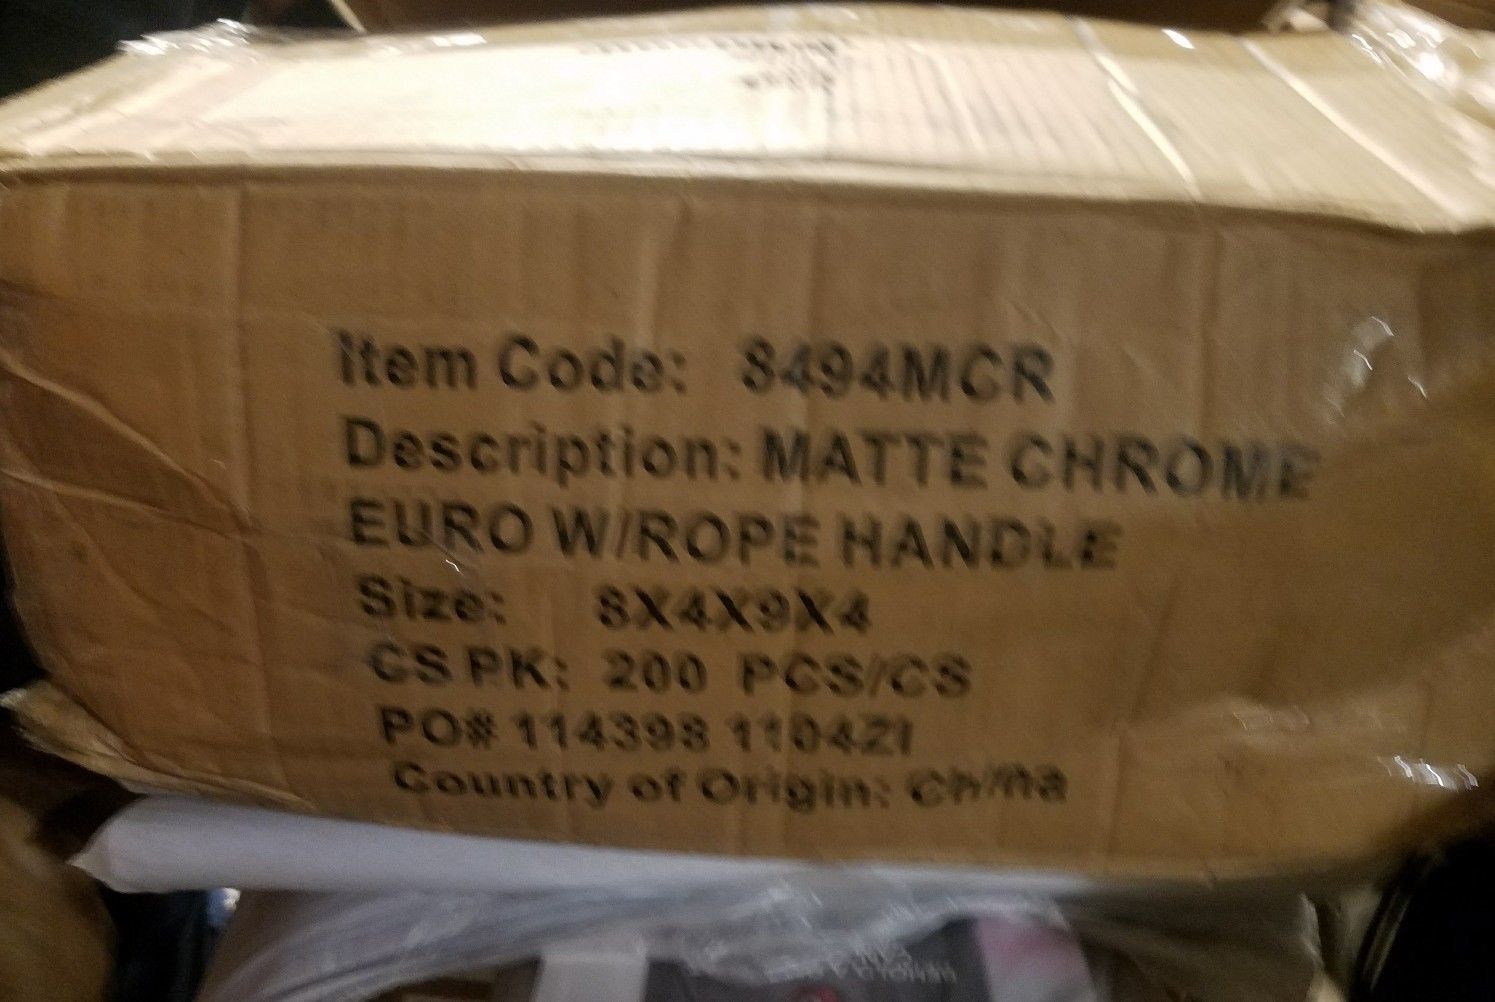 Item Code: 8494MCR
Description: MATTE CHROME
EURO W/ROPE HANDLE
Size: 8X4X9X4
CS PK: 200 PCS/CS
PO# 114398 1104ZI
Country of Origin: China